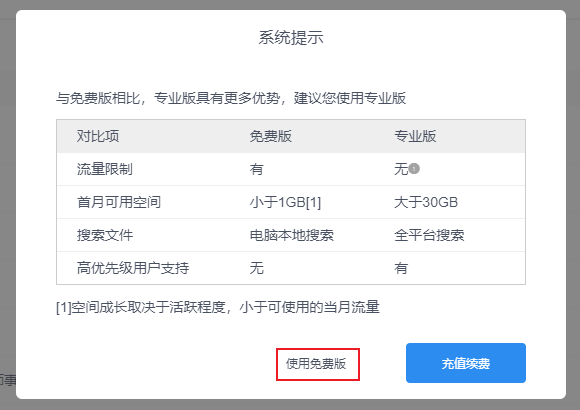 系统提示
与免费版相比，专业版具有更多优势，建议您使用专业版
对比项 免费版 专业版
流量限制 有 无
首月可用空间 小于1GB[1] 大于30GB
搜索文件 电脑本地搜索 全平台搜索
高优先级用户支持 无 有
[1]空间成长取决于活跃程度，小于可使用的当月流量
使用免费版 充值续费
事